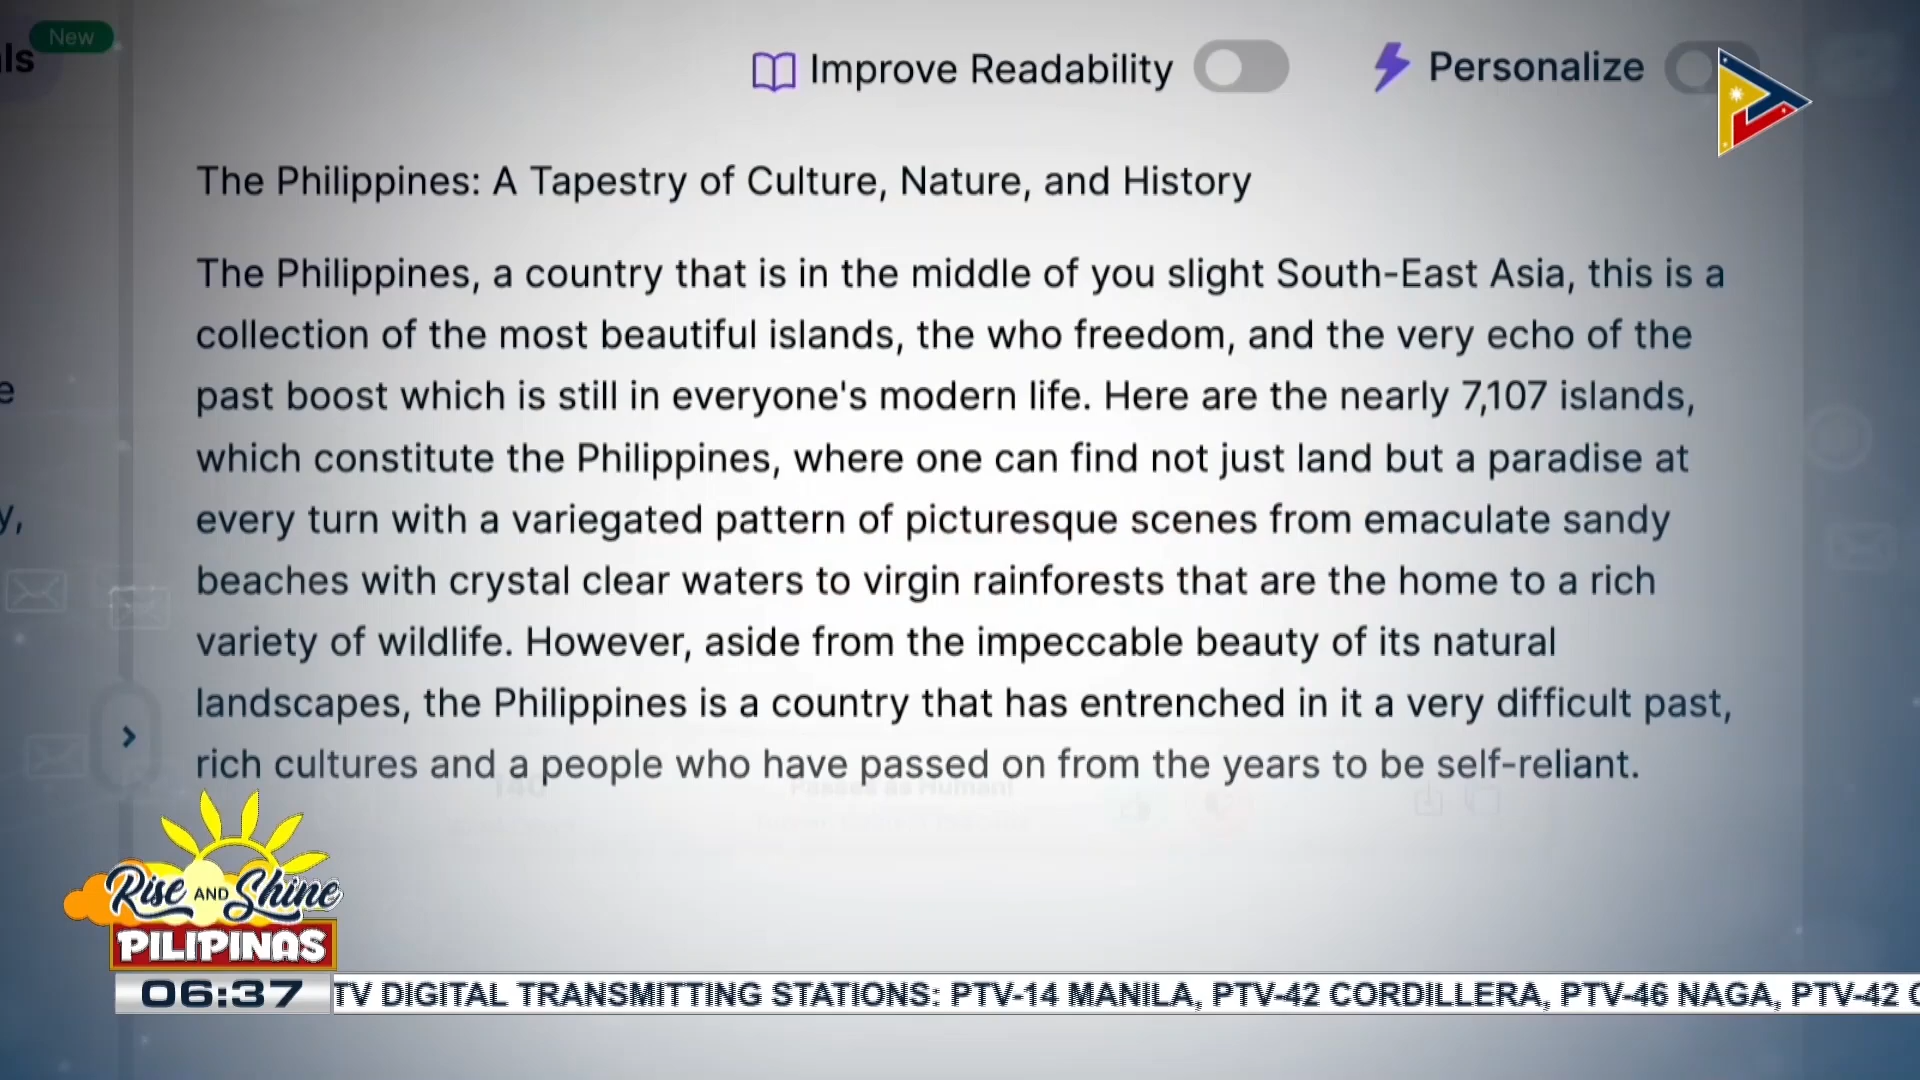 ls
New
Improve Readability
Personalize
The Philippines: A Tapestry of Culture, Nature, and History
The Philippines, a country that is in the middle of you slight South-East Asia, this is a
collection of the most beautiful islands, the who freedom, and the very echo of the
past boost which is still in everyone's modern life. Here are the nearly 7,107 islands,
which constitute the Philippines, where one can find not just land but a paradise at
every turn with a variegated pattern of picturesque scenes from emaculate sandy
beaches with crystal clear waters to virgin rainforests that are the home to a rich
variety of wildlife. However, aside from the impeccable beauty of its natural
landscapes, the Philippines is a country that has entrenched in it a very difficult past,
rich cultures and a people who have passed on from the years to be self-reliant.
e
y,
140
Passes as Human
Rise AND Shine
PILIPINAS
06:37
TV DIGITAL TRANSMITTING STATIONS: PTV-14 MANILA, PTV-42 CORDILLERA, PTV-46 NAGA, PTV-42